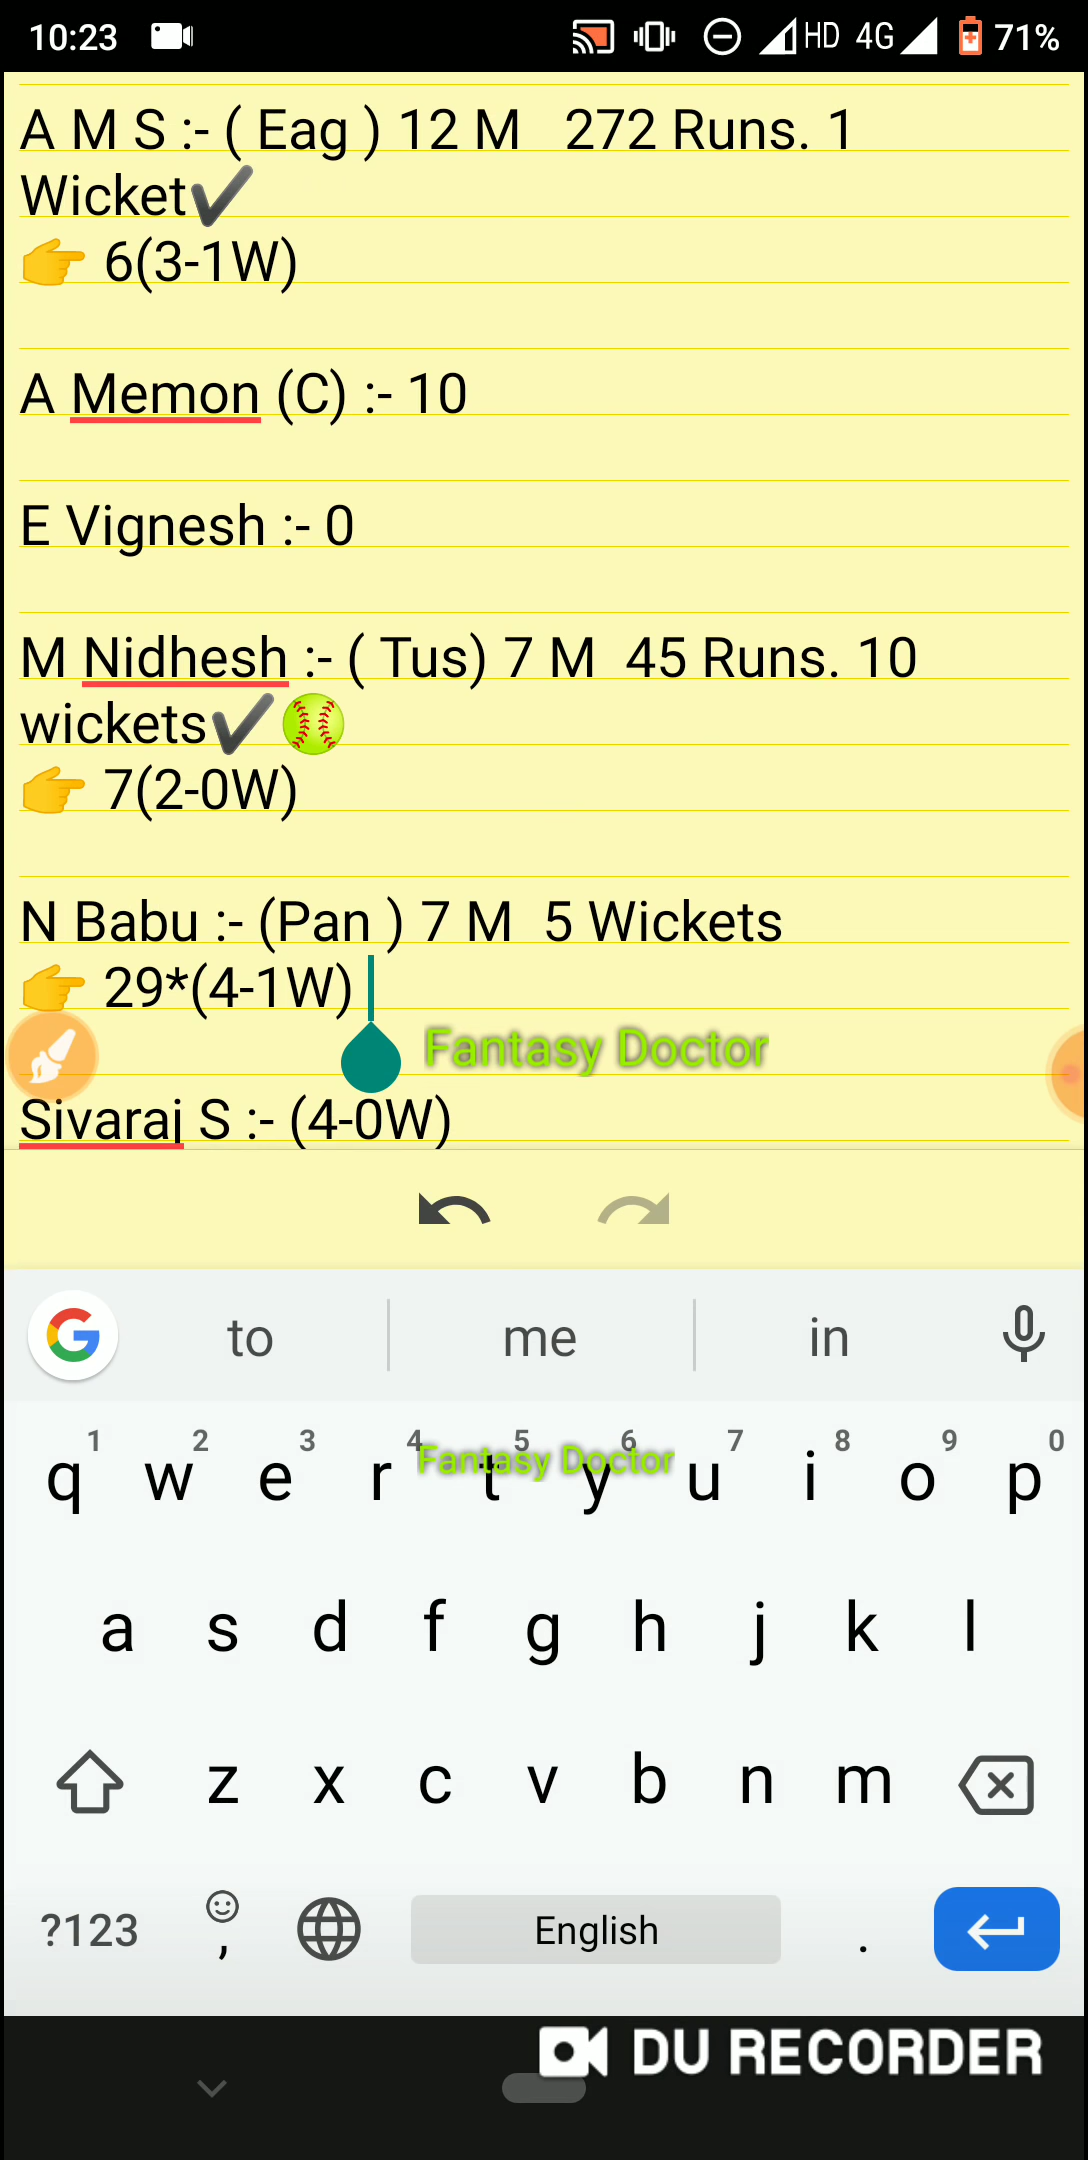 10:23 HD 4G 71%
A M S :- ( Eag ) 12 M   272 Runs. 1
Wicket✔️
👉 6(3-1W)
A Memon (C) :- 10
E Vignesh :- 0
M Nidhesh :- ( Tus) 7 M  45 Runs. 10
wickets✔️🥎
👉 7(2-0W)
N Babu :- (Pan ) 7 M  5 Wickets
👉 29*(4-1W)
Fantasy Doctor
Sivaraj S :- (4-0W)
G to me in
1 2 3 4 5 6 7 8 9 0
q w e r t y u i o p
Fantasy Doctor
a s d f g h j k l
z x c v b n m
?123 , English .
DU RECORDER